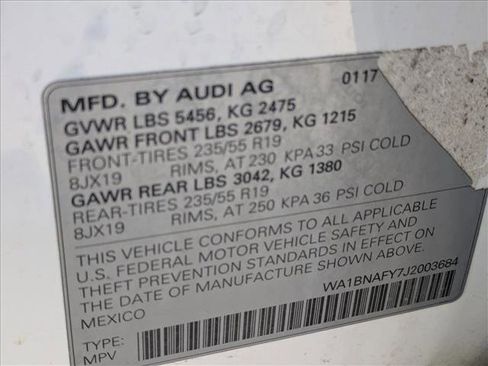 MFD. BY AUDI AG 0117
GVWR LBS 5456, KG 2475
GAWR FRONT LBS 2679, KG 1215
FRONT-TIRES 235/55 R19
8JX19 RIMS, AT 230 KPA 33 PSI COLD
GAWR REAR LBS 3042, KG 1380
REAR-TIRES 235/55 R19
8JX19 RIMS, AT 250 KPA 36 PSI COLD
THIS VEHICLE CONFORMS TO ALL APPLICABLE
U.S. FEDERAL MOTOR VEHICLE SAFETY AND
THEFT PREVENTION STANDARDS IN EFFECT ON
THE DATE OF MANUFACTURE SHOWN ABOVE.
MEXICO WA1BNAFY7J2003684
TYPE:
MPV